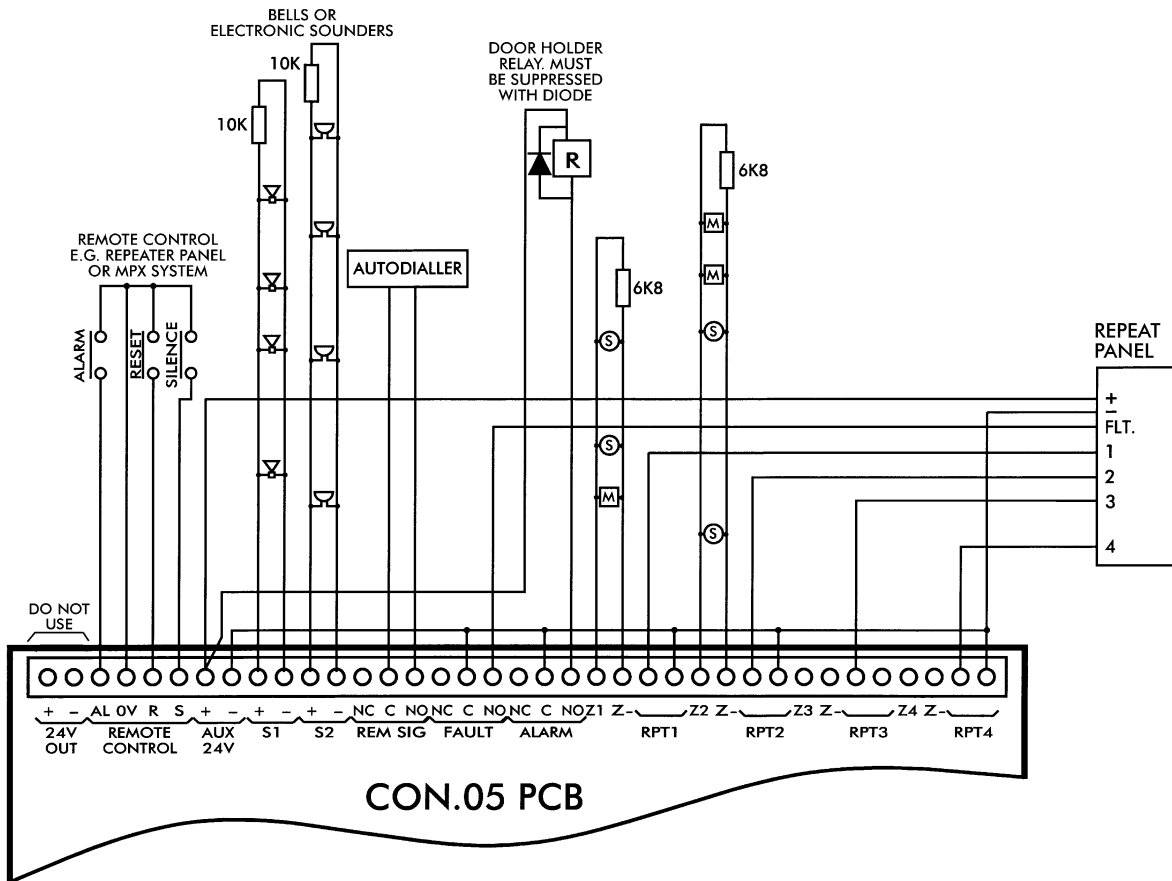 BELLS OR
ELECTRONIC SOUNDERS
10K
10K
DOOR HOLDER
RELAY. MUST
BE SUPPRESSED
WITH DIODE
R
6K8
M
M
S
S
6K8
S
S
M
REMOTE CONTROL
E.G. REPEATER PANEL
OR MPX SYSTEM
ALARM
RESET
SILENCE
AUTODIALLER
REPEAT
PANEL
+
−
FLT.
1
2
3
4
DO NOT
USE
+ − AL 0V R S + − + − + − NC C NO NC C NO NC C NO Z1 Z- Z2 Z- Z3 Z- Z4 Z-
24V OUT
REMOTE CONTROL
AUX 24V
S1
S2
REM SIG
FAULT
ALARM
RPT1
RPT2
RPT3
RPT4
CON.05 PCB